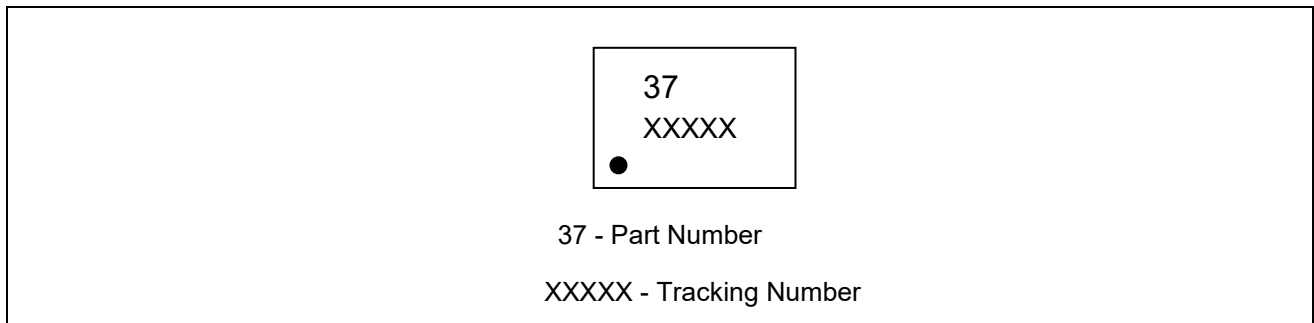 37
XXXXX
37 - Part Number
XXXXX - Tracking Number